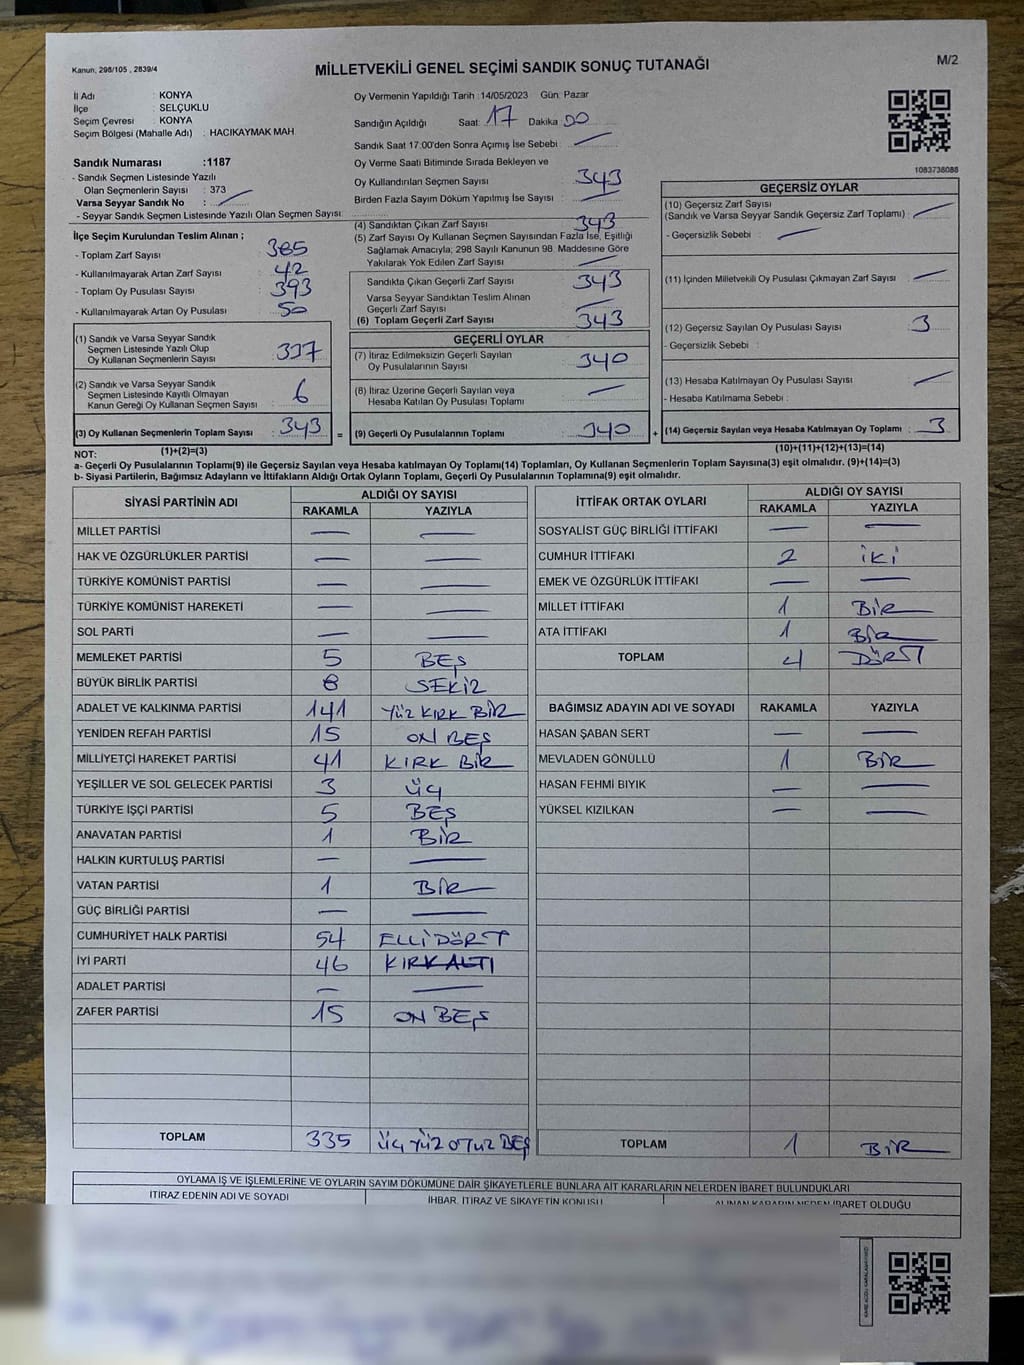 Kanun, 298/105 , 2839/4
MİLLETVEKİLİ GENEL SEÇİMİ SANDIK SONUÇ TUTANAĞI
M/2
İl Adı : KONYA
İlçe : SELÇUKLU
Seçim Çevresi : KONYA
Seçim Bölgesi (Mahalle Adı) : HACIKAYMAK MAH
Sandık Numarası :1187
- Sandık Seçmen Listesinde Yazılı
Olan Seçmenlerin Sayısı : 373
Varsa Seyyar Sandık No :
- Seyyar Sandık Seçmen Listesinde Yazılı Olan Seçmen Sayısı:
Oy Vermenin Yapıldığı Tarih :14/05/2023 Gün: Pazar
Sandığın Açıldığı Saat: 17 Dakika 00
Sandık Saat 17:00'den Sonra Açımış İse Sebebi : —
Oy Verme Saati Bitiminde Sırada Bekleyen ve
Oy Kullandırılan Seçmen Sayısı : 343
Birden Fazla Sayım Döküm Yapılmış İse Sayısı : —
1083738088
İlçe Seçim Kurulundan Teslim Alınan ;
- Toplam Zarf Sayısı : 385
- Kullanılmayarak Artan Zarf Sayısı : 42
- Toplam Oy Pusulası Sayısı : 393
- Kullanılmayarak Artan Oy Pusulası : 50
(1) Sandık ve Varsa Seyyar Sandık
Seçmen Listesinde Yazılı Olup
Oy Kullanan Seçmenlerin Sayısı : 337
(2) Sandık ve Varsa Seyyar Sandık
Seçmen Listesinde Kayıtlı Olmayan
Kanun Gereği Oy Kullanan Seçmen Sayısı : 6
(3) Oy Kullanan Seçmenlerin Toplam Sayısı : 343
(1)+(2)=(3)
(4) Sandıktan Çıkan Zarf Sayısı : 343
(5) Zarf Sayısı Oy Kullanan Seçmen Sayısından Fazla İse, Eşitliği
Sağlamak Amacıyla; 298 Sayılı Kanunun 98. Maddesine Göre
Yakılarak Yok Edilen Zarf Sayısı : —
Sandıkta Çıkan Geçerli Zarf Sayısı : 343
Varsa Seyyar Sandıktan Teslim Alınan
Geçerli Zarf Sayısı : —
(6) Toplam Geçerli Zarf Sayısı : 343
GEÇERLİ OYLAR
(7) İtiraz Edilmeksizin Geçerli Sayılan
Oy Pusulalarının Sayısı : 340
(8) İtiraz Üzerine Geçerli Sayılan veya
Hesaba Katılan Oy Pusulası Toplamı : —
= (9) Geçerli Oy Pusulalarının Toplamı : 340
GEÇERSİZ OYLAR
(10) Geçersiz Zarf Sayısı
(Sandık ve Varsa Seyyar Sandık Geçersiz Zarf Toplamı) : —
- Geçersizlik Sebebi : —
(11) İçinden Milletvekili Oy Pusulası Çıkmayan Zarf Sayısı : —
(12) Geçersiz Sayılan Oy Pusulası Sayısı : 3
- Geçersizlik Sebebi :
(13) Hesaba Katılmayan Oy Pusulası Sayısı : —
- Hesaba Katılmama Sebebi :
+ (14) Geçersiz Sayılan veya Hesaba Katılmayan Oy Toplamı : 3
(10)+(11)+(12)+(13)=(14)
NOT:
a- Geçerli Oy Pusulalarının Toplamı(9) ile Geçersiz Sayılan veya Hesaba katılmayan Oy Toplamı(14) Toplamları, Oy Kullanan Seçmenlerin Toplam Sayısına(3) eşit olmalıdır. (9)+(14)=(3)
b- Siyasi Partilerin, Bağımsız Adayların ve İttifakların Aldığı Ortak Oyların Toplamı, Geçerli Oy Pusulalarının Toplamına(9) eşit olmalıdır.
SİYASİ PARTİNİN ADI ALDIĞI OY SAYISI
RAKAMLA YAZIYLA
MİLLET PARTİSİ — —
HAK VE ÖZGÜRLÜKLER PARTİSİ — —
TÜRKİYE KOMÜNİST PARTİSİ — —
TÜRKİYE KOMÜNİST HAREKETİ — —
SOL PARTİ — —
MEMLEKET PARTİSİ 5 BEŞ
BÜYÜK BİRLİK PARTİSİ 8 SEKİZ
ADALET VE KALKINMA PARTİSİ 141 YÜZ KIRK BİR
YENİDEN REFAH PARTİSİ 15 ON BEŞ
MİLLİYETÇİ HAREKET PARTİSİ 41 KIRK BİR
YEŞİLLER VE SOL GELECEK PARTİSİ 3 ÜÇ
TÜRKİYE İŞÇİ PARTİSİ 5 BEŞ
ANAVATAN PARTİSİ 1 BİR
HALKIN KURTULUŞ PARTİSİ — —
VATAN PARTİSİ 1 BİR
GÜÇ BİRLİĞİ PARTİSİ — —
CUMHURİYET HALK PARTİSİ 54 ELLİDÖRT
İYİ PARTİ 46 KIRKALTI
ADALET PARTİSİ — —
ZAFER PARTİSİ 15 ON BEŞ
TOPLAM 335 ÜÇ YÜZ OTUZ BEŞ
İTTİFAK ORTAK OYLARI ALDIĞI OY SAYISI
RAKAMLA YAZIYLA
SOSYALİST GÜÇ BİRLİĞİ İTTİFAKI — —
CUMHUR İTTİFAKI 2 İKİ
EMEK VE ÖZGÜRLÜK İTTİFAKI — —
MİLLET İTTİFAKI 1 BİR
ATA İTTİFAKI 1 BİR
TOPLAM 4 DÖRT
BAĞIMSIZ ADAYIN ADI VE SOYADI RAKAMLA YAZIYLA
HASAN ŞABAN SERT — —
MEVLADEN GÖNÜLLÜ 1 BİR
HASAN FEHMI BIYIK — —
YÜKSEL KIZILKAN — —
TOPLAM 1 BİR
OYLAMA İŞ VE İŞLEMLERİNE VE OYLARIN SAYIM DÖKÜMÜNE DAİR ŞİKAYETLERLE BUNLARA AİT KARARLARIN NELERDEN İBARET BULUNDUKLARI
İTİRAZ EDENİN ADI VE SOYADI
İHBAR, İTİRAZ VE ŞİKAYETİN KONUSU
ALINAN KARARIN NEDEN İBARET OLDUĞU